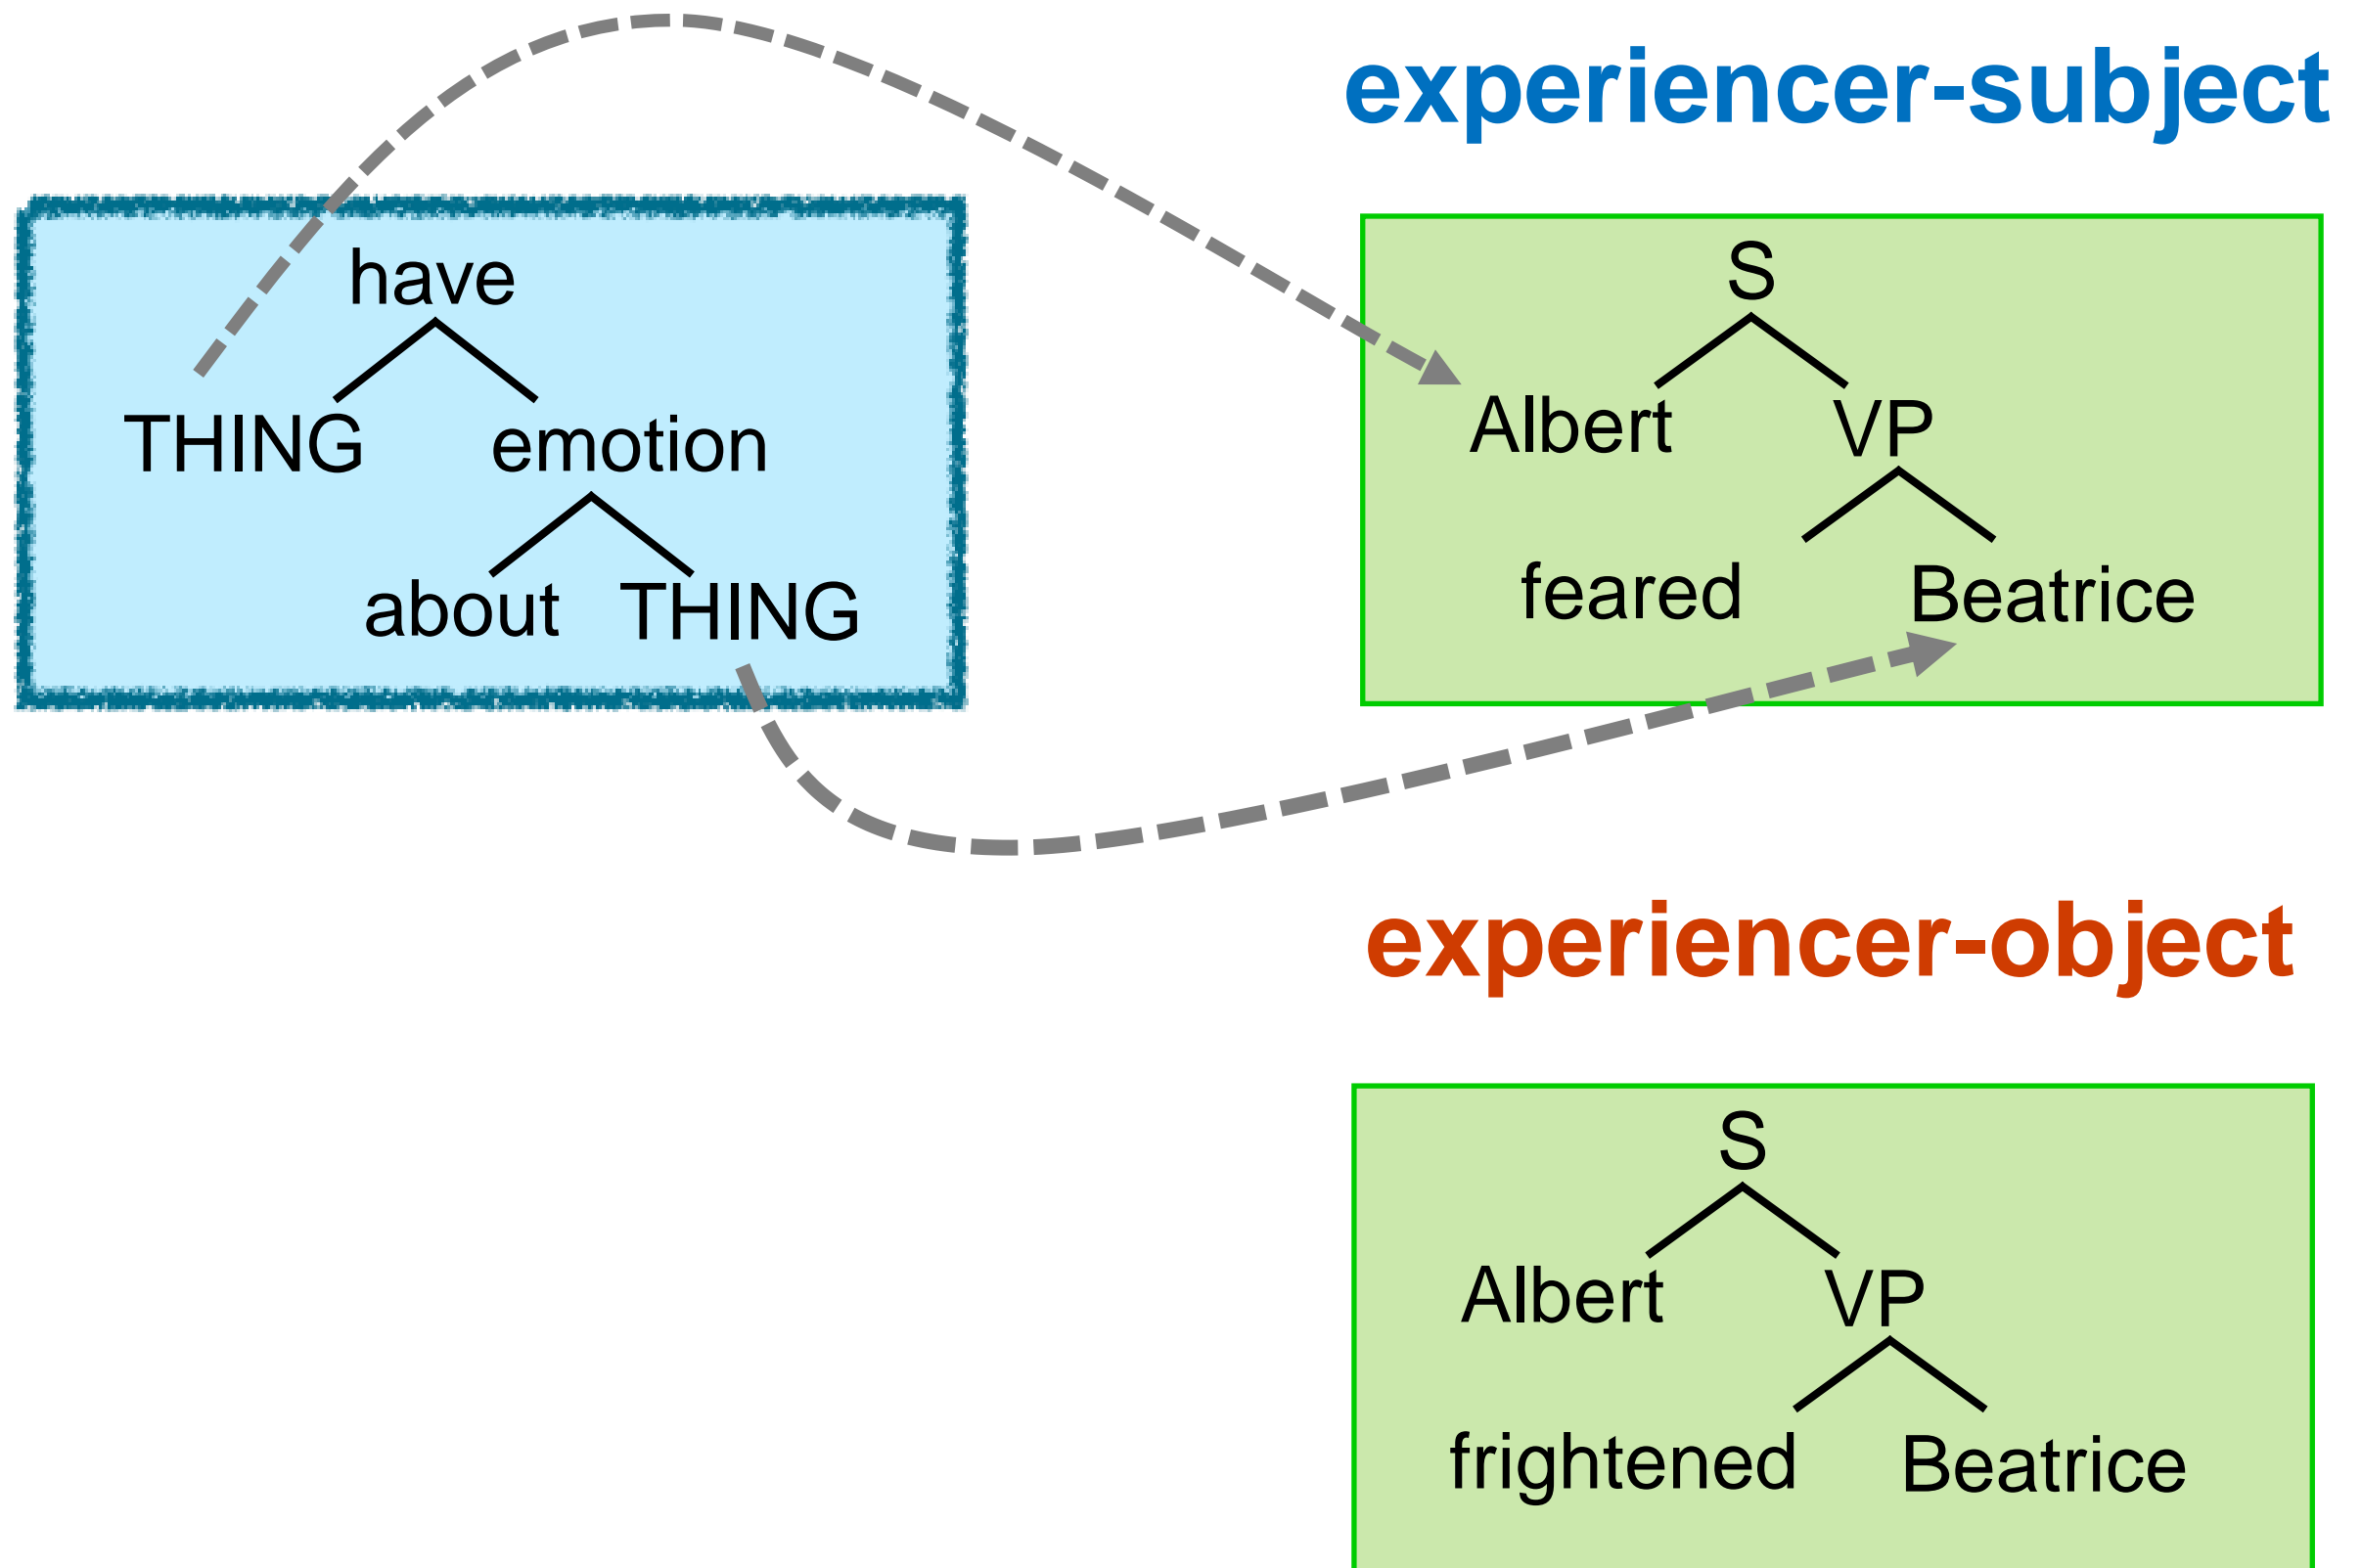 experiencer-subject
have
THING emotion
about THING
S
Albert VP
feared Beatrice
experiencer-object
S
Albert VP
frightened Beatrice